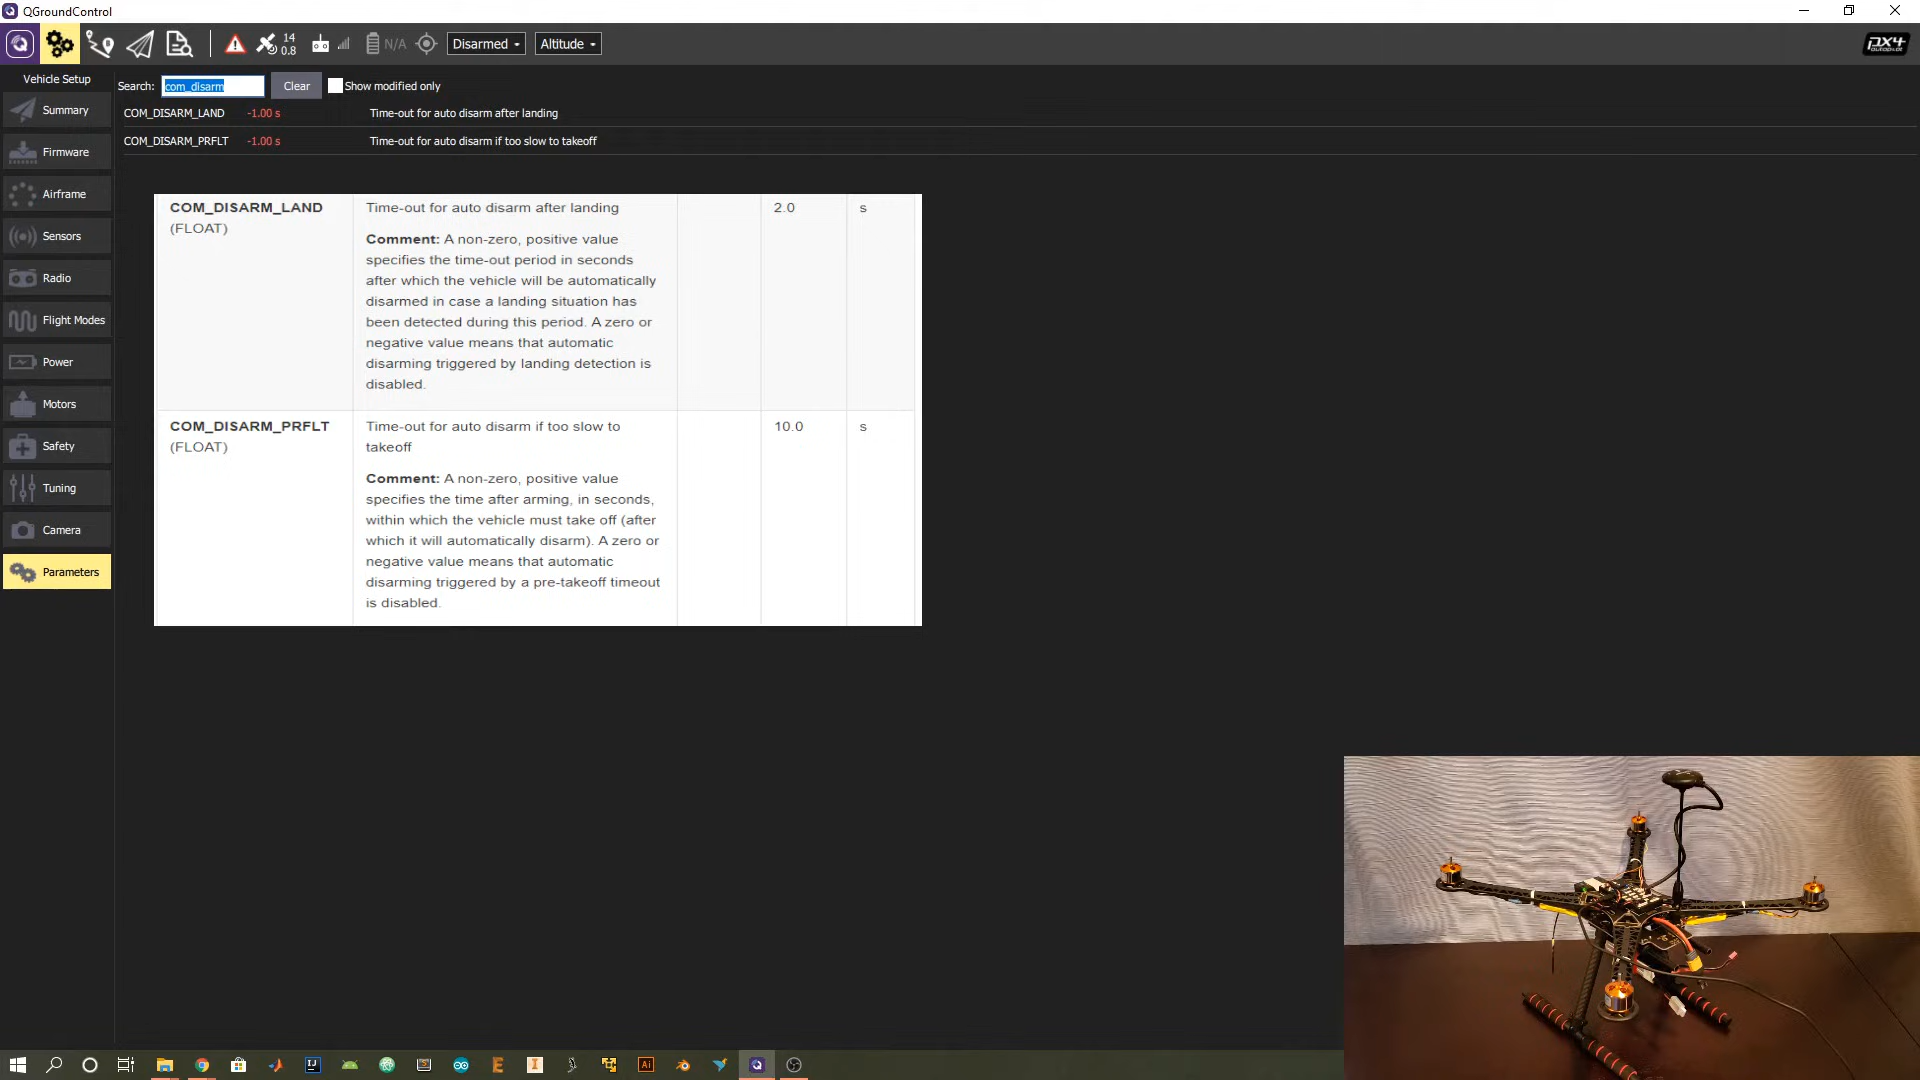 QGroundControl
14
0.8
N/A
Disarmed
Altitude
px4
autopilot
Vehicle Setup
Search: com_disarm Clear Show modified only
Summary
COM_DISARM_LAND -1.00 s Time-out for auto disarm after landing
COM_DISARM_PRFLT -1.00 s Time-out for auto disarm if too slow to takeoff
Firmware
Airframe
Sensors
Radio
Flight Modes
Power
Motors
Safety
Tuning
Camera
Parameters
COM_DISARM_LAND Time-out for auto disarm after landing 2.0 s
(FLOAT)
Comment: A non-zero, positive value
specifies the time-out period in seconds
after which the vehicle will be automatically
disarmed in case a landing situation has
been detected during this period. A zero or
negative value means that automatic
disarming triggered by landing detection is
disabled.
COM_DISARM_PRFLT Time-out for auto disarm if too slow to 10.0 s
(FLOAT) takeoff
Comment: A non-zero, positive value
specifies the time after arming, in seconds,
within which the vehicle must take off (after
which it will automatically disarm). A zero or
negative value means that automatic
disarming triggered by a pre-takeoff timeout
is disabled.